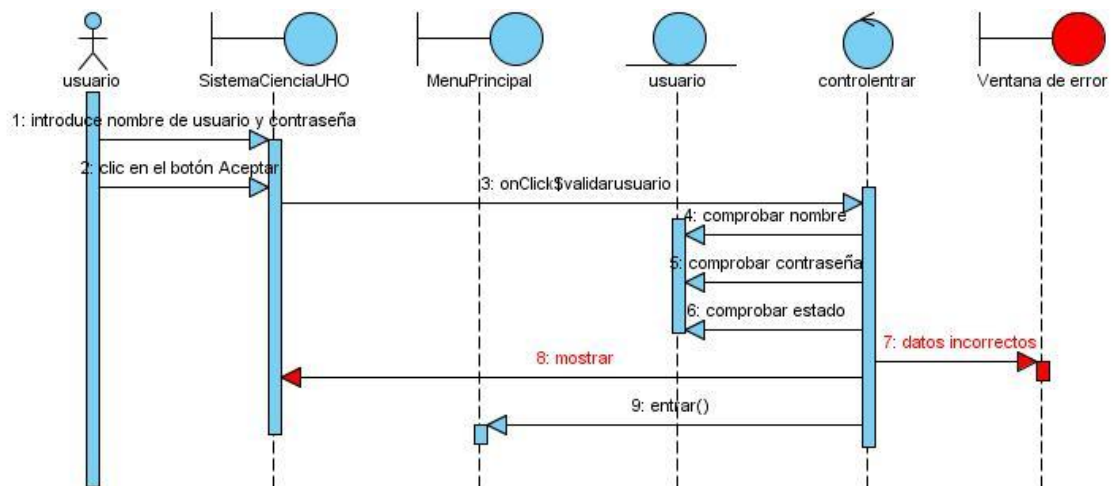 usuario
SistemaCienciaUHO
MenuPrincipal
usuario
controlentrar
Ventana de error
1: introduce nombre de usuario y contraseña
2: clic en el botón Aceptar
3: onClick$validarusuario
4: comprobar nombre
5: comprobar contraseña
6: comprobar estado
7: datos incorrectos
8: mostrar
9: entrar()